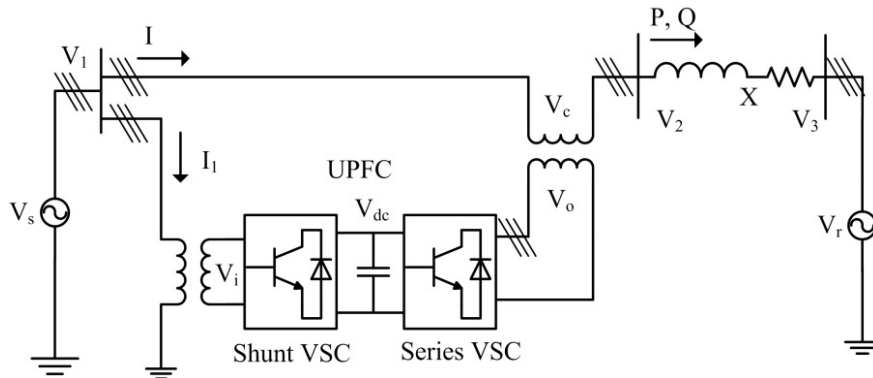 I
P, Q
V1
Vc
X
V2
V3
I1
UPFC
Vo
Vs
Vdc
Vi
Vr
Shunt VSC
Series VSC